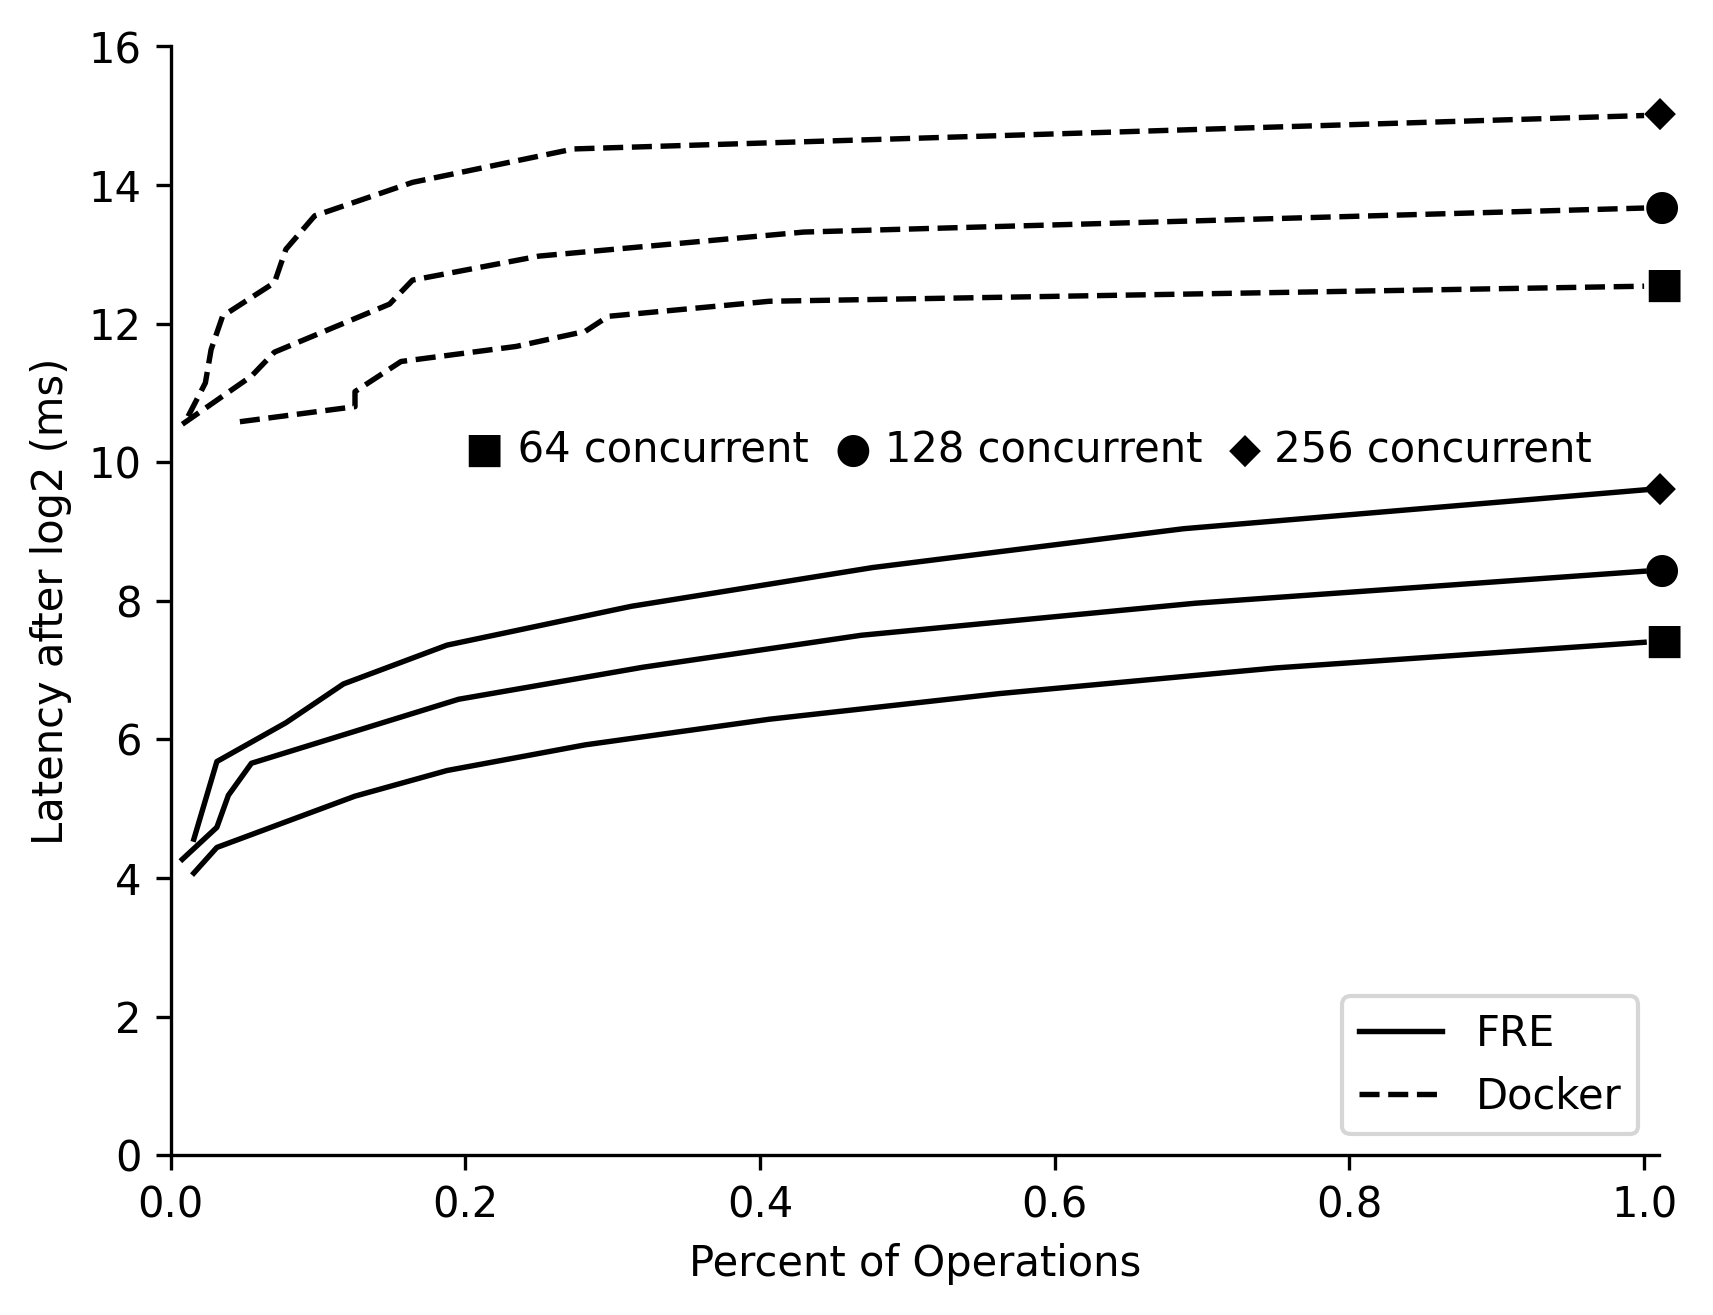 16
14
12
10
8
6
4
2
0
Latency after log2 (ms)
64 concurrent 128 concurrent 256 concurrent
FRE
Docker
0.0 0.2 0.4 0.6 0.8 1.0
Percent of Operations